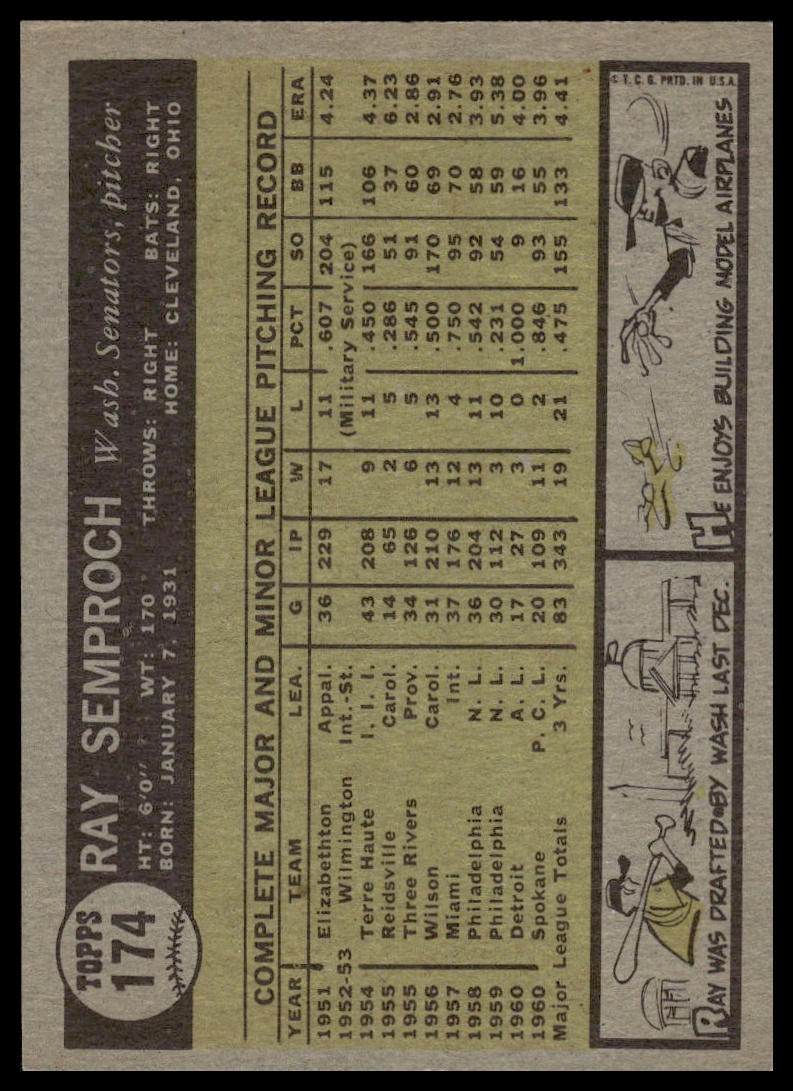 TOPPS
174
RAY SEMPROCH Wash. Senators, pitcher
HT: 6'0" WT: 170 THROWS: RIGHT BATS: RIGHT
BORN: JANUARY 7, 1931 HOME: CLEVELAND, OHIO
COMPLETE MAJOR AND MINOR LEAGUE PITCHING RECORD
YEAR TEAM LEA. G IP W L PCT SO BB ERA
1951 Elizabethton Appal. 36 229 17 11 .607 204 115 4.24
1952-53 Wilmington Int.-St. (Military Service)
1954 Terre Haute I. I. I. 43 208 9 11 .450 166 106 4.37
1955 Reidsville Carol. 14 65 2 5 .286 51 37 6.23
1955 Three Rivers Prov. 34 126 6 5 .545 91 60 2.86
1956 Wilson Carol. 31 210 13 13 .500 170 69 2.91
1957 Miami Int. 37 176 12 4 .750 95 70 2.76
1958 Philadelphia N. L. 36 204 13 11 .542 92 58 3.93
1959 Philadelphia N. L. 30 112 3 10 .231 54 59 5.38
1960 Detroit A. L. 17 27 3 0 1.000 9 16 4.00
1960 Spokane P. C. L. 20 109 11 2 .846 93 55 3.96
Major League Totals 3 Yrs. 83 343 19 21 .475 155 133 4.41
RAY WAS DRAFTED BY WASH LAST DEC.
© T. C. G. PRTD. IN U.S.A.
HE ENJOYS BUILDING MODEL AIRPLANES